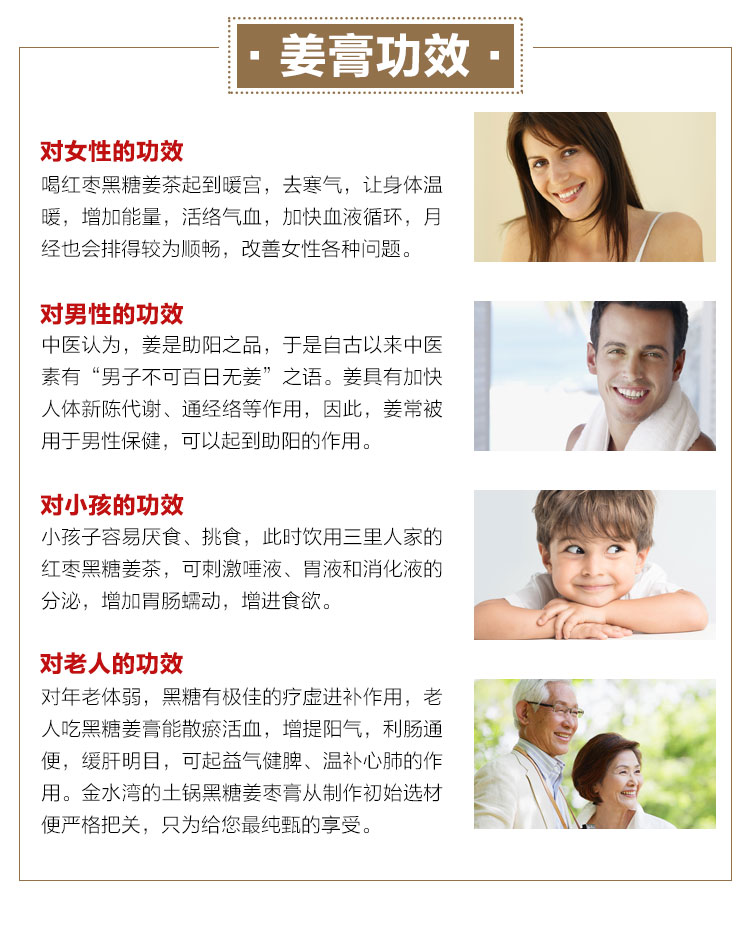 · 姜膏功效 ·
对女性的功效
喝红枣黑糖姜茶起到暖宫，去寒气，让身体温
暖，增加能量，活络气血，加快血液循环，月
经也会排得较为顺畅，改善女性各种问题。
对男性的功效
中医认为，姜是助阳之品，于是自古以来中医
素有“男子不可百日无姜”之语。姜具有加快
人体新陈代谢、通经络等作用，因此，姜常被
用于男性保健，可以起到助阳的作用。
对小孩的功效
小孩子容易厌食、挑食，此时饮用三里人家的
红枣黑糖姜茶，可刺激唾液、胃液和消化液的
分泌，增加胃肠蠕动，增进食欲。
对老人的功效
对年老体弱，黑糖有极佳的疗虚进补作用，老
人吃黑糖姜膏能散瘀活血，增提阳气，利肠通
便，缓肝明目，可起益气健脾、温补心肺的作
用。金水湾的土锅黑糖姜枣膏从制作初始选材
便严格把关，只为给您最纯甄的享受。